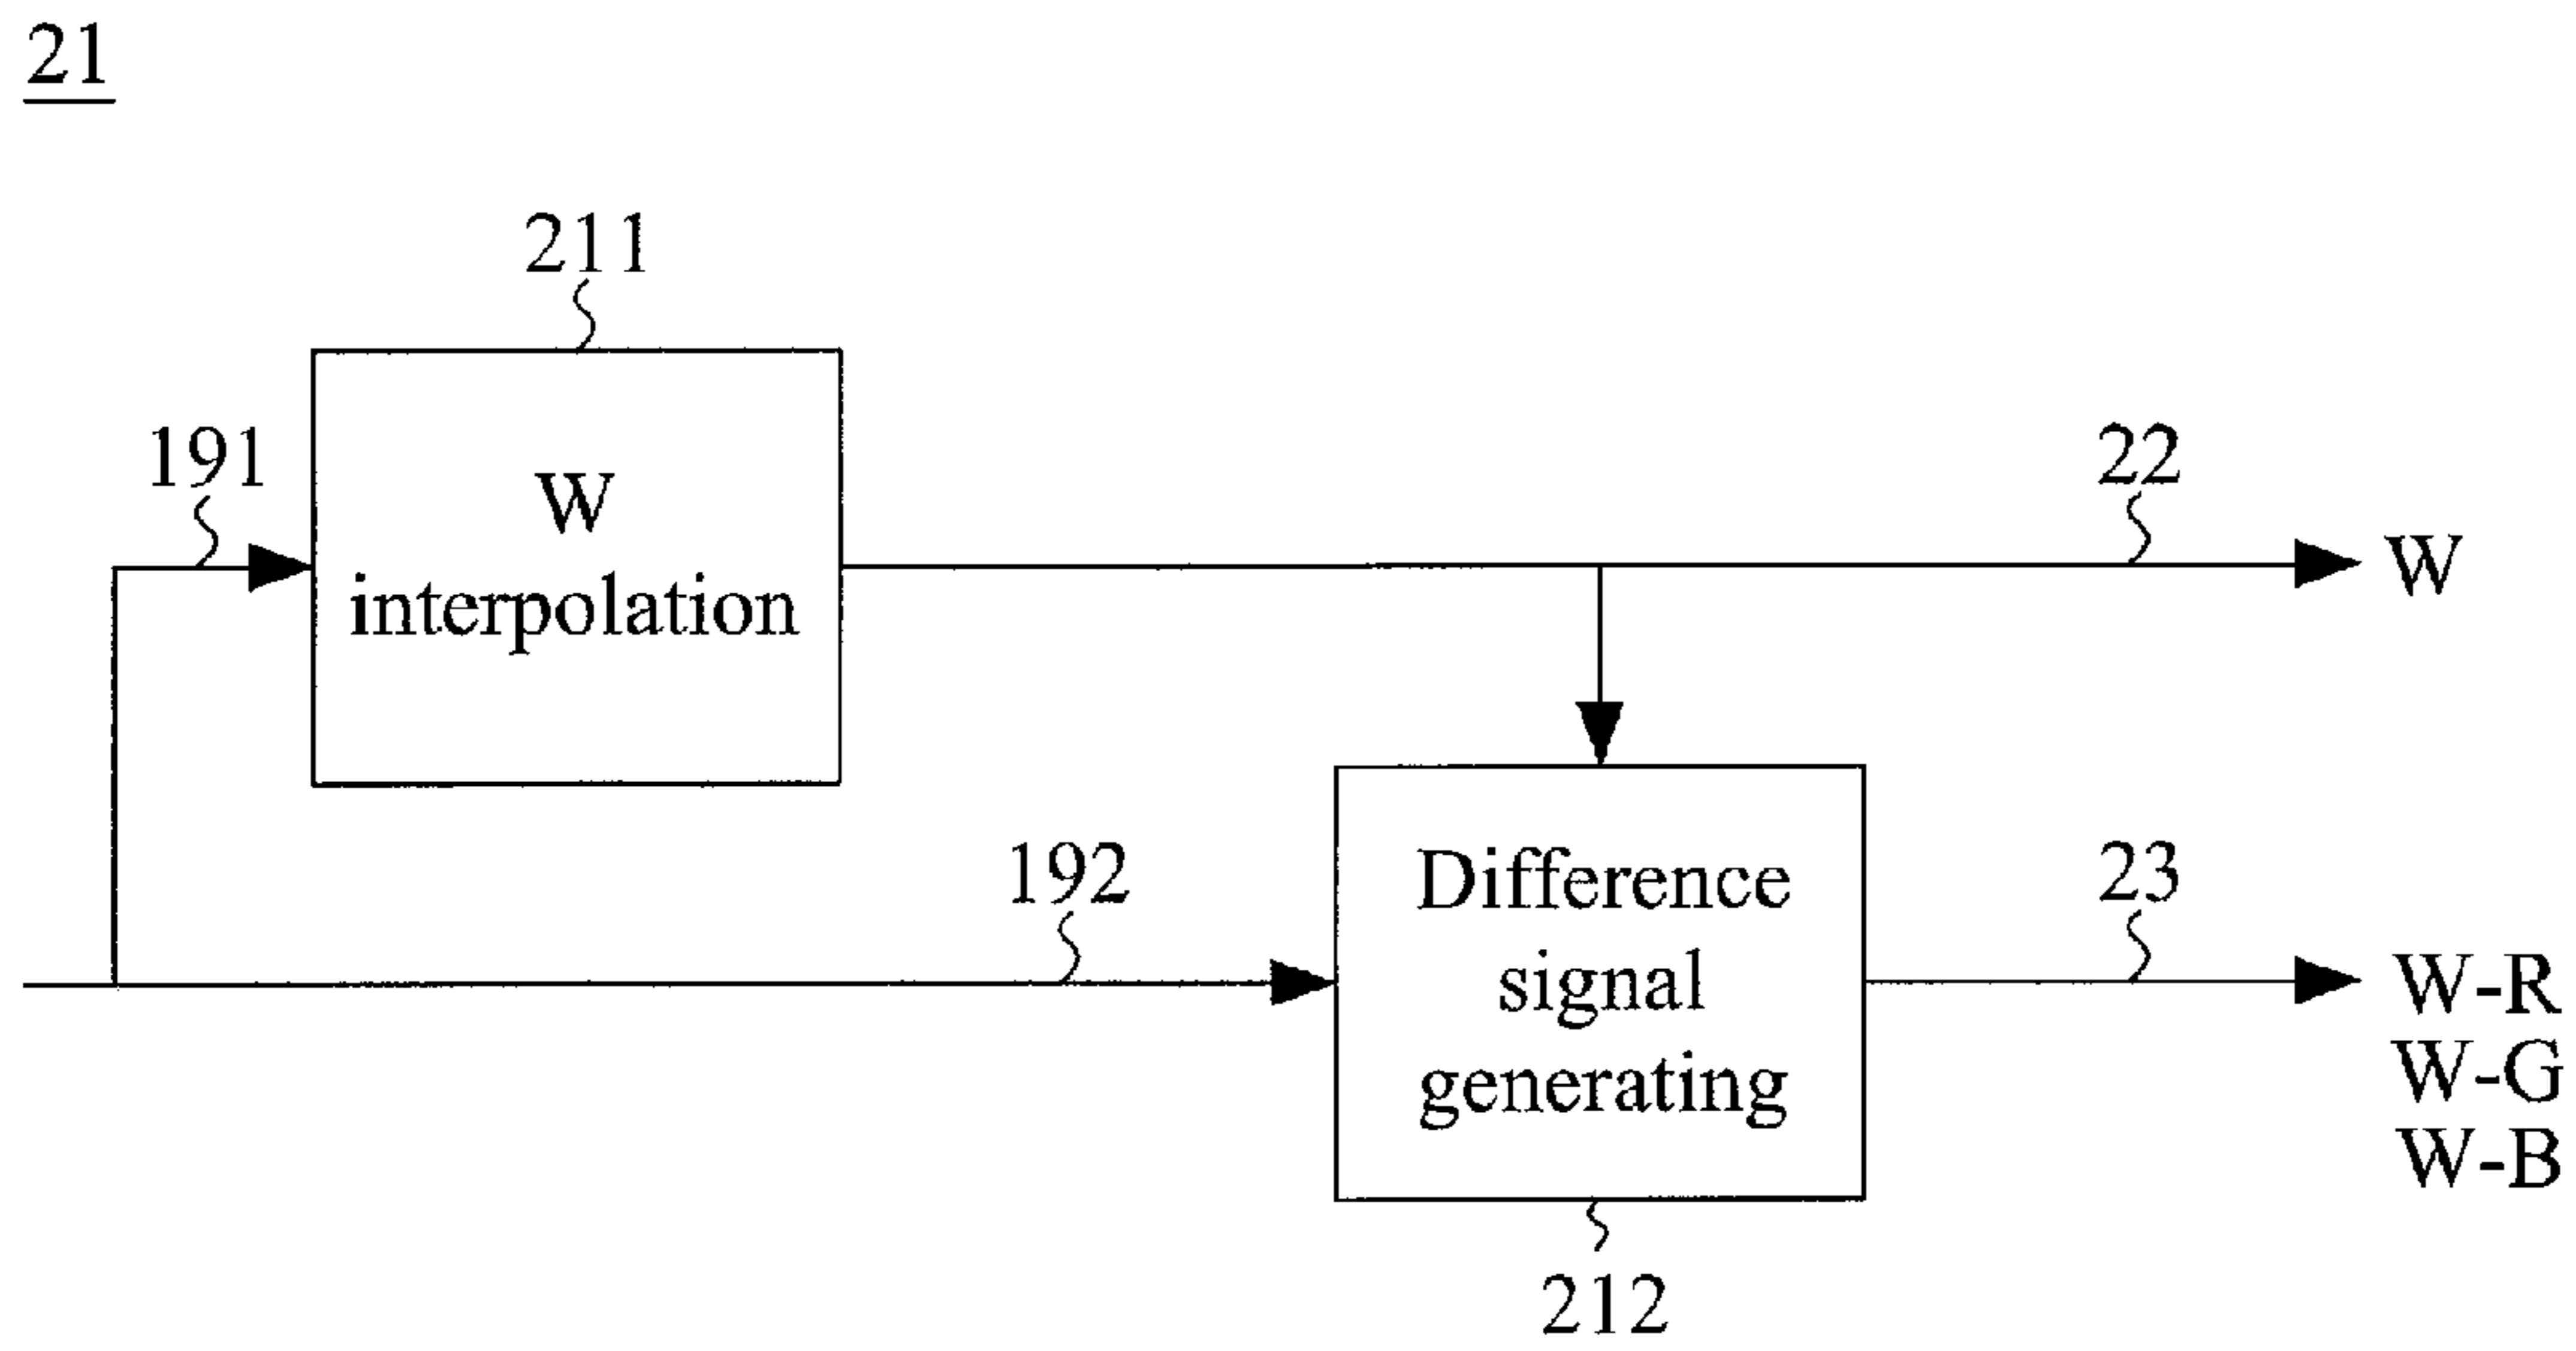 21
211
191
W
interpolation
22
W
192
Difference
signal
generating
23
W-R
W-G
W-B
212